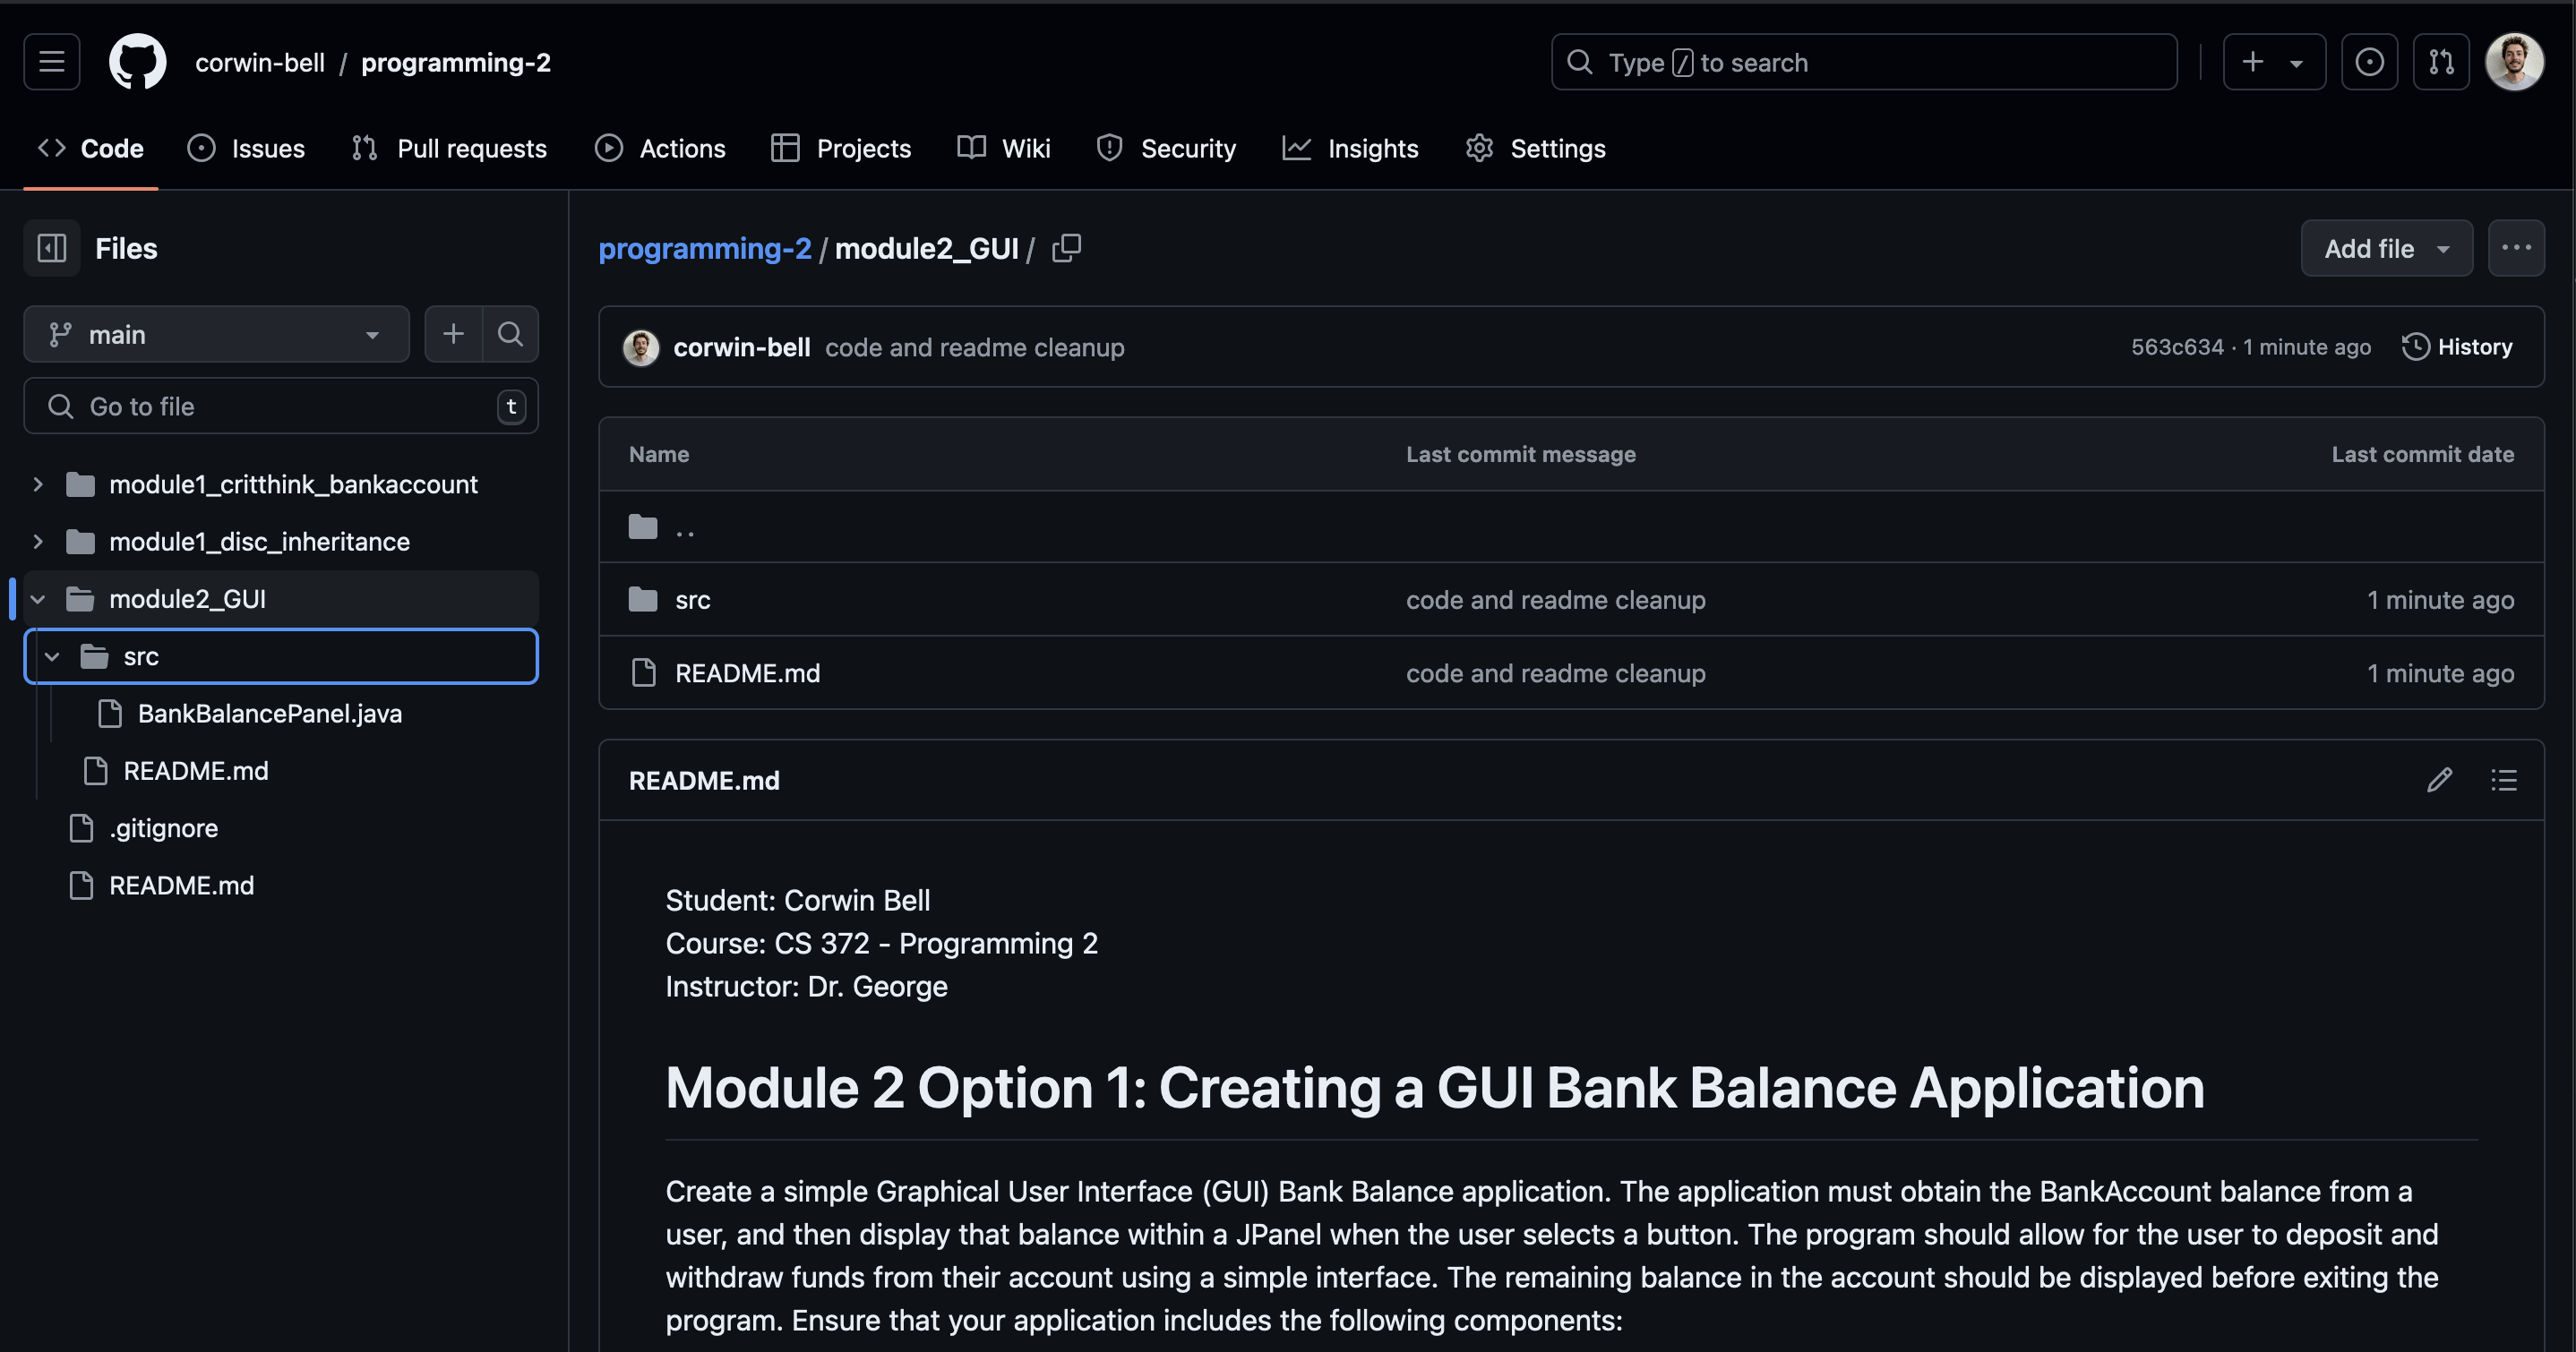 corwin-bell / programming-2
Type / to search
Code Issues Pull requests Actions Projects Wiki Security Insights Settings
Files
main
Go to file t
module1_critthink_bankaccount
module1_disc_inheritance
module2_GUI
src
BankBalancePanel.java
README.md
.gitignore
README.md
programming-2 / module2_GUI /
Add file
corwin-bell code and readme cleanup 563c634 · 1 minute ago History
Name Last commit message Last commit date
..
src code and readme cleanup 1 minute ago
README.md code and readme cleanup 1 minute ago
README.md
Student: Corwin Bell
Course: CS 372 - Programming 2
Instructor: Dr. George
Module 2 Option 1: Creating a GUI Bank Balance Application
Create a simple Graphical User Interface (GUI) Bank Balance application. The application must obtain the BankAccount balance from a
user, and then display that balance within a JPanel when the user selects a button. The program should allow for the user to deposit and
withdraw funds from their account using a simple interface. The remaining balance in the account should be displayed before exiting the
program. Ensure that your application includes the following components: